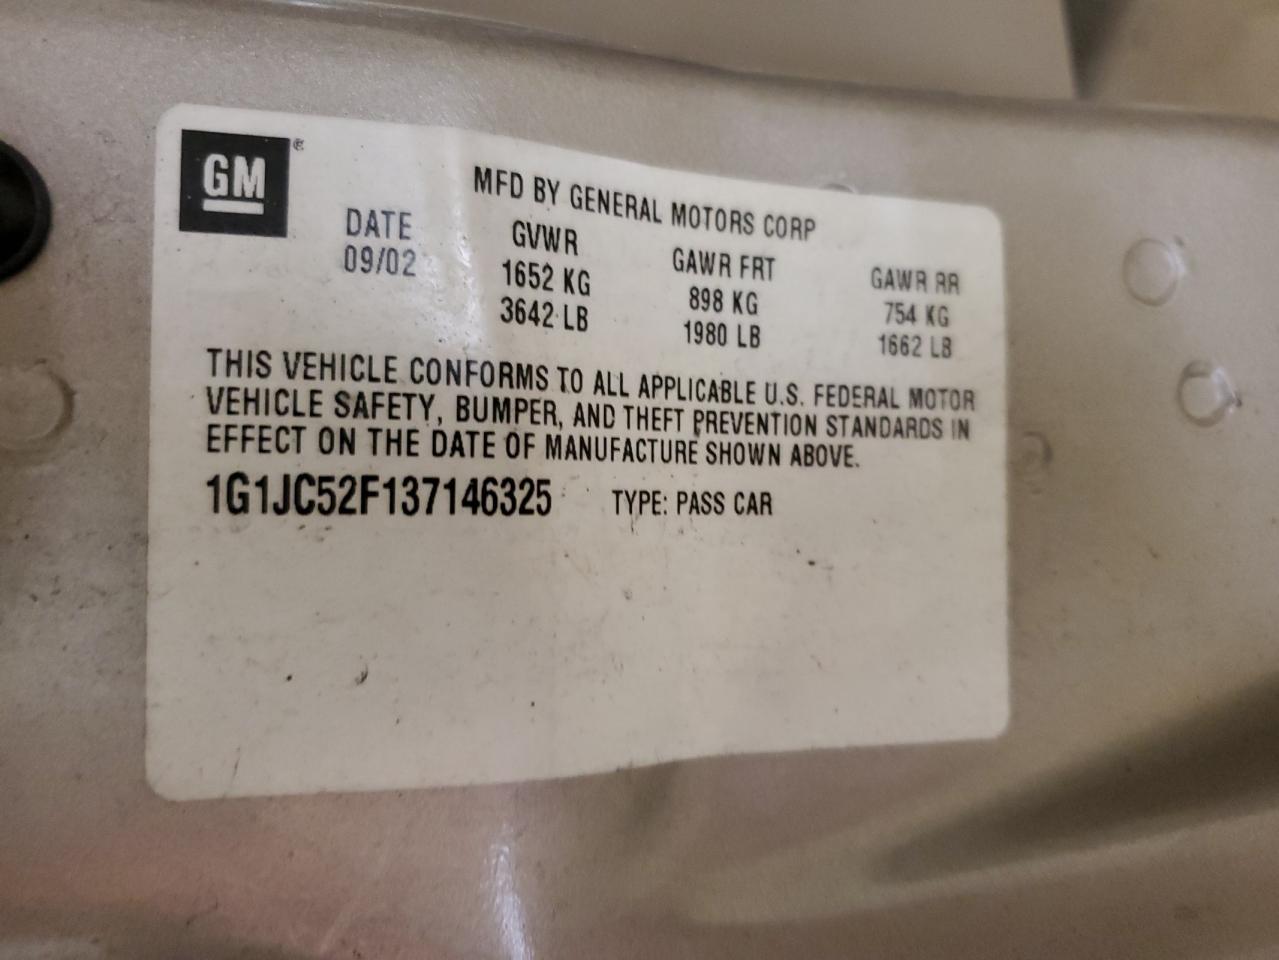 GM®
MFD BY GENERAL MOTORS CORP
DATE GVWR GAWR FRT GAWR RR
09/02 1652 KG 898 KG 754 KG
3642 LB 1980 LB 1662 LB
THIS VEHICLE CONFORMS TO ALL APPLICABLE U.S. FEDERAL MOTOR
VEHICLE SAFETY, BUMPER, AND THEFT PREVENTION STANDARDS IN
EFFECT ON THE DATE OF MANUFACTURE SHOWN ABOVE.
1G1JC52F137146325 TYPE: PASS CAR